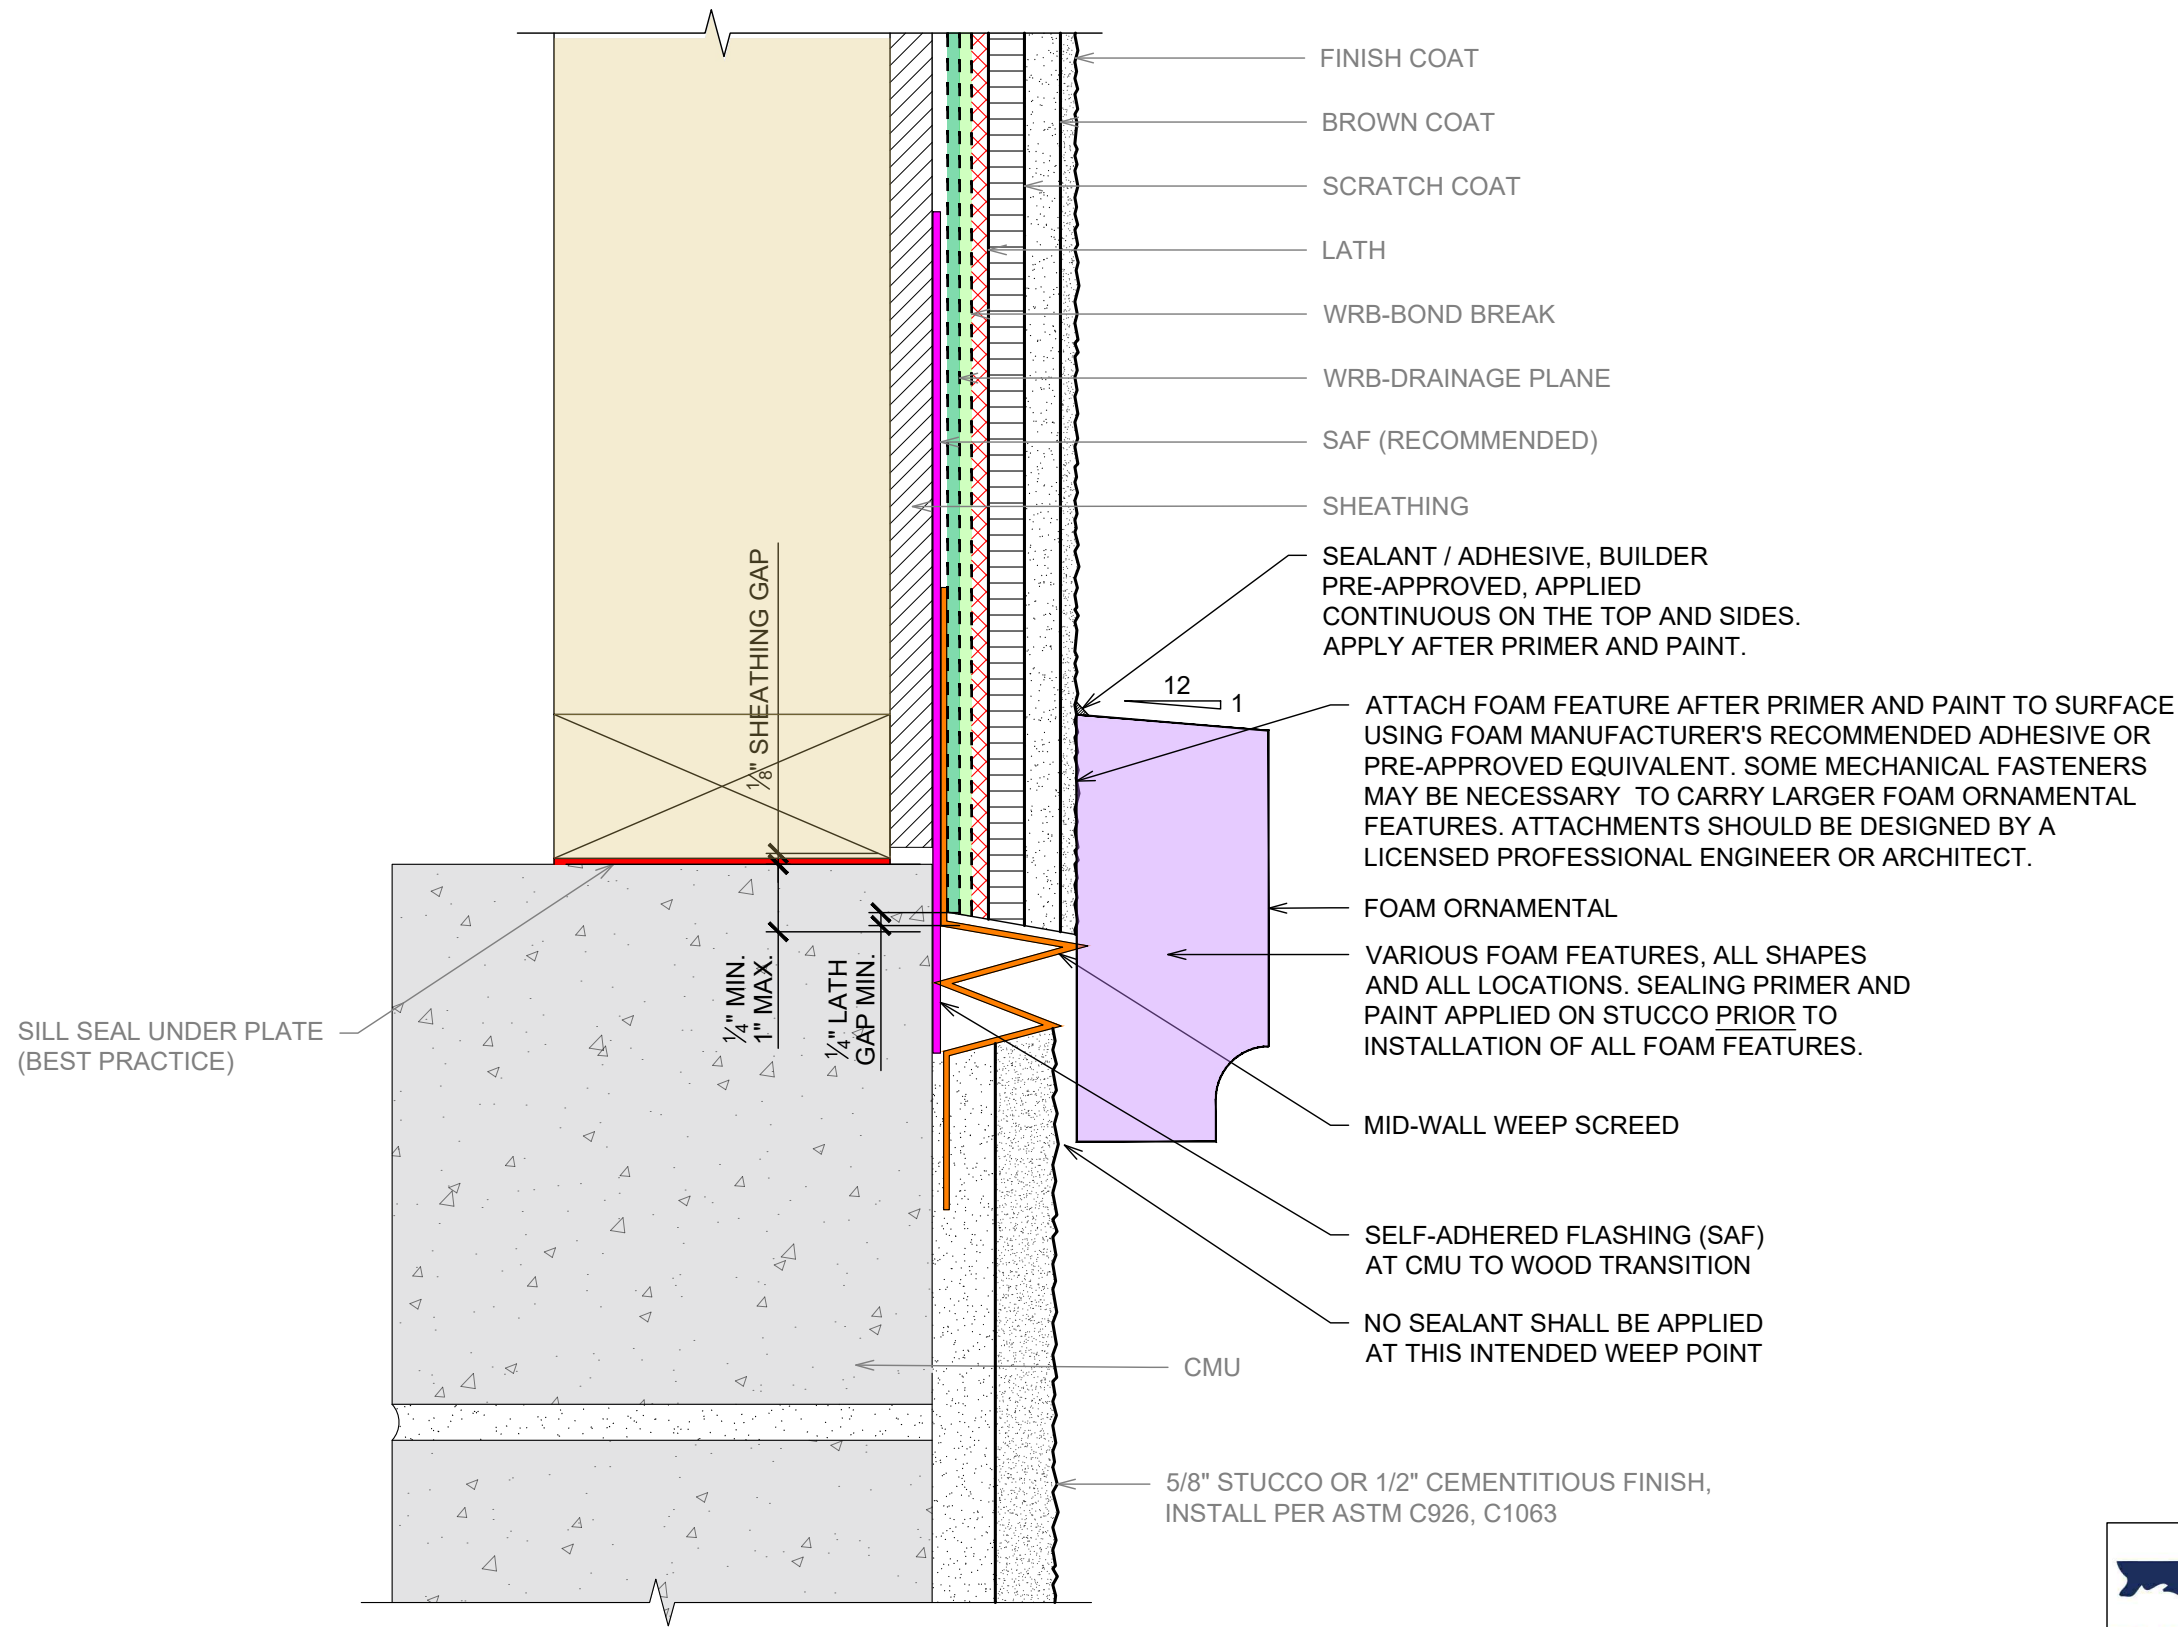 FINISH COAT
BROWN COAT
SCRATCH COAT
LATH
WRB-BOND BREAK
WRB-DRAINAGE PLANE
SAF (RECOMMENDED)
SHEATHING
SEALANT / ADHESIVE, BUILDER
PRE-APPROVED, APPLIED
CONTINUOUS ON THE TOP AND SIDES.
APPLY AFTER PRIMER AND PAINT.
12
1
ATTACH FOAM FEATURE AFTER PRIMER AND PAINT TO SURFACE
USING FOAM MANUFACTURER'S RECOMMENDED ADHESIVE OR
PRE-APPROVED EQUIVALENT. SOME MECHANICAL FASTENERS
MAY BE NECESSARY TO CARRY LARGER FOAM ORNAMENTAL
FEATURES. ATTACHMENTS SHOULD BE DESIGNED BY A
LICENSED PROFESSIONAL ENGINEER OR ARCHITECT.
FOAM ORNAMENTAL
VARIOUS FOAM FEATURES, ALL SHAPES
AND ALL LOCATIONS. SEALING PRIMER AND
PAINT APPLIED ON STUCCO PRIOR TO
INSTALLATION OF ALL FOAM FEATURES.
MID-WALL WEEP SCREED
SELF-ADHERED FLASHING (SAF)
AT CMU TO WOOD TRANSITION
NO SEALANT SHALL BE APPLIED
AT THIS INTENDED WEEP POINT
CMU
5/8" STUCCO OR 1/2" CEMENTITIOUS FINISH,
INSTALL PER ASTM C926, C1063
⅛" SHEATHING GAP
¼" MIN.
1" MAX.
¼" LATH
GAP MIN.
SILL SEAL UNDER PLATE
(BEST PRACTICE)